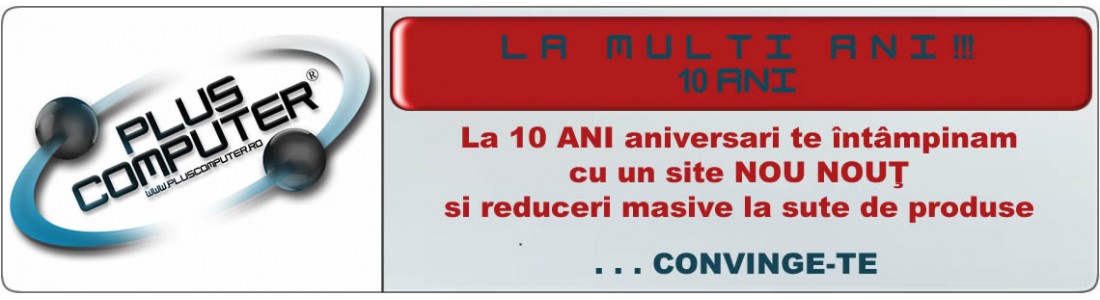 PLUS
COMPUTER®
WWW.PLUSCOMPUTER.RO
LA MULTI ANI!!!
10 ANI
La 10 ANI aniversari te întâmpinam
cu un site NOU NOUŢ
si reduceri masive la sute de produse
. . . CONVINGE-TE